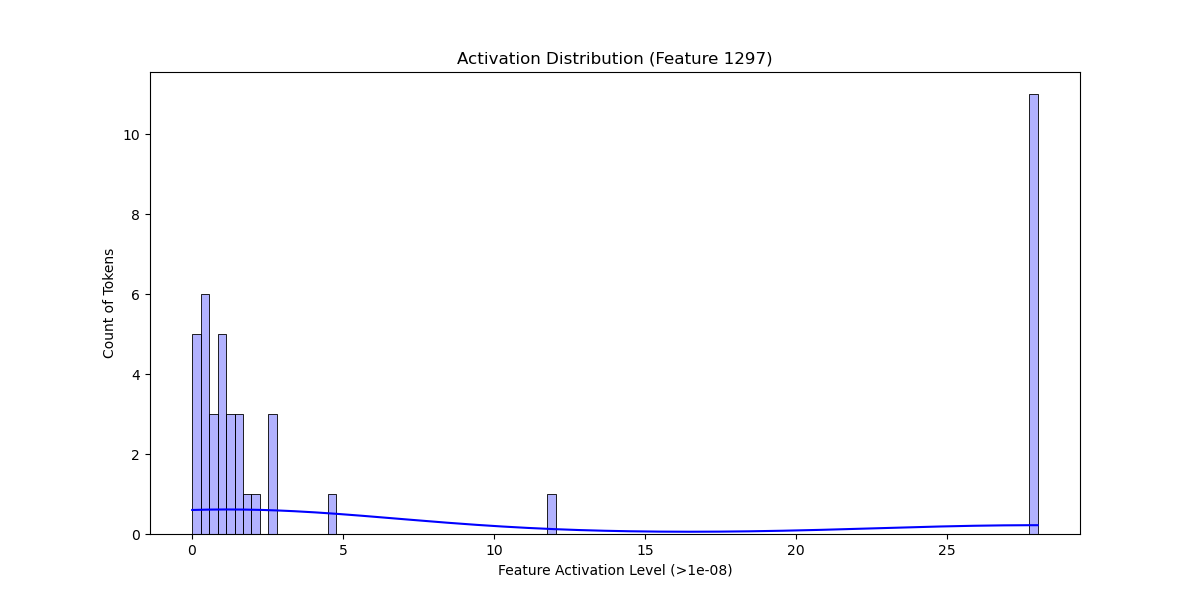 Activation Distribution (Feature 1297)
Count of Tokens
10
8
6
4
2
0
0 5 10 15 20 25
Feature Activation Level (>1e-08)